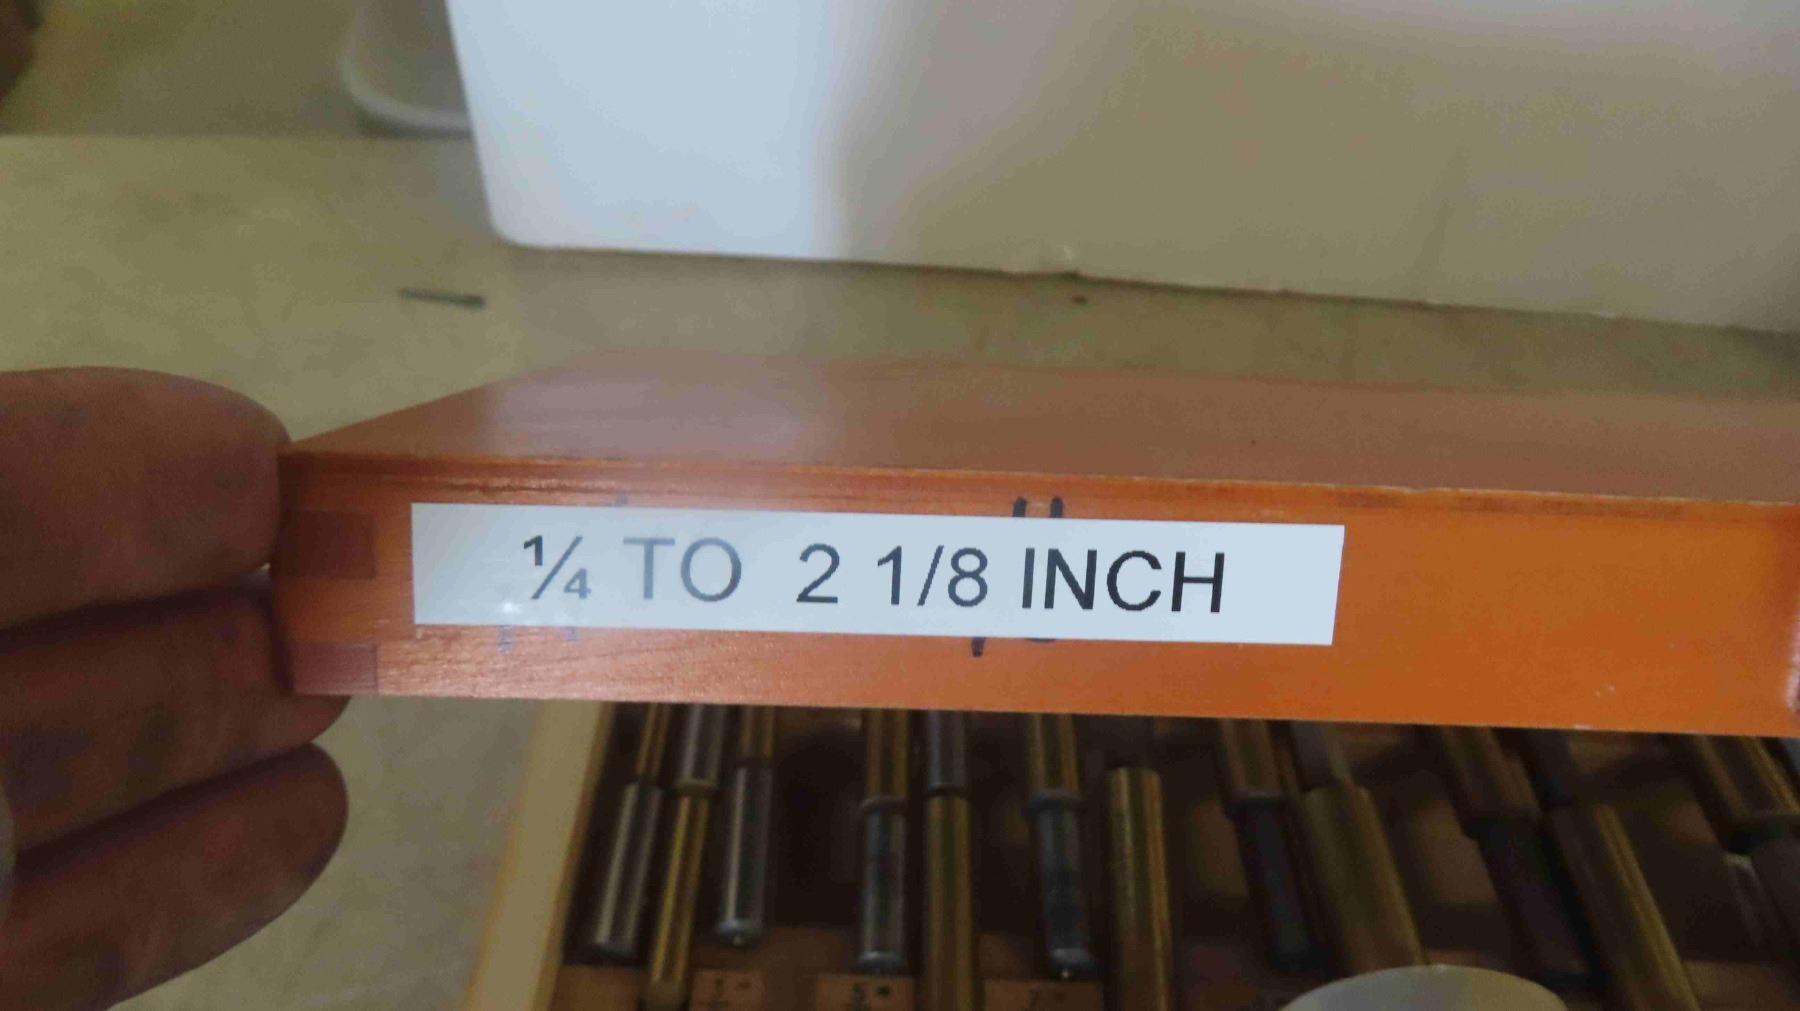 ¼ TO 2 1/8 INCH